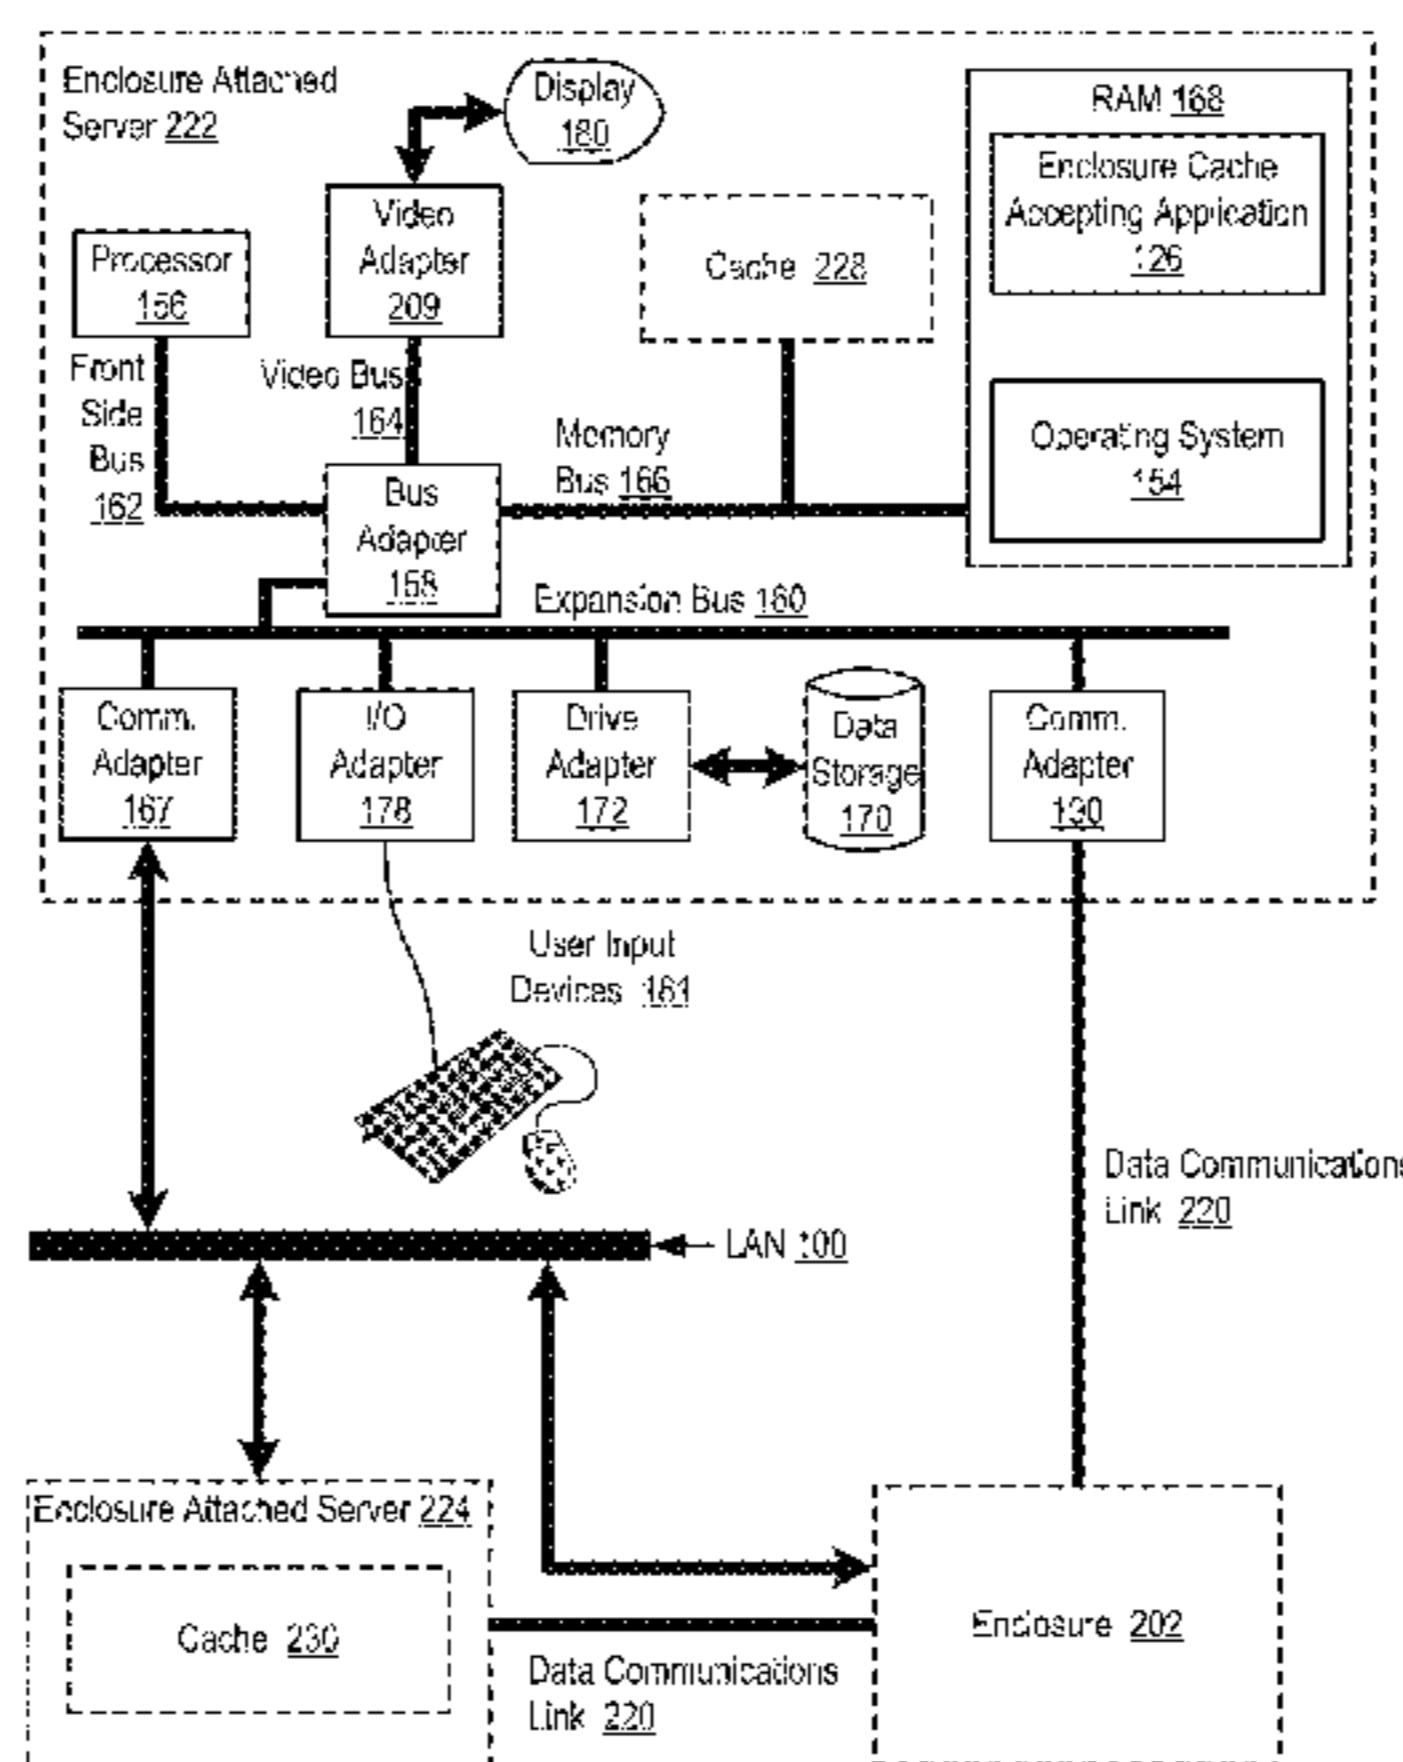 Enclosure Attached
Server 222
Display
180
RAM 168
Enclosure Cache
Accepting Application
126
Video
Adapter
209
Processor
156
Cache 228
Front
Side
Bus
162
Video Bus
164
Memory
Bus 166
Operating System
154
Bus
Adapter
158
Expansion Bus 160
Comm.
Adapter
167
I/O
Adapter
178
Drive
Adapter
172
Data
Storage
170
Comm.
Adapter
130
User Input
Devices 181
Data Communications
Link 220
LAN 100
Enclosure Attached Server 224
Cache 230
Enclosure 202
Data Communications
Link 220